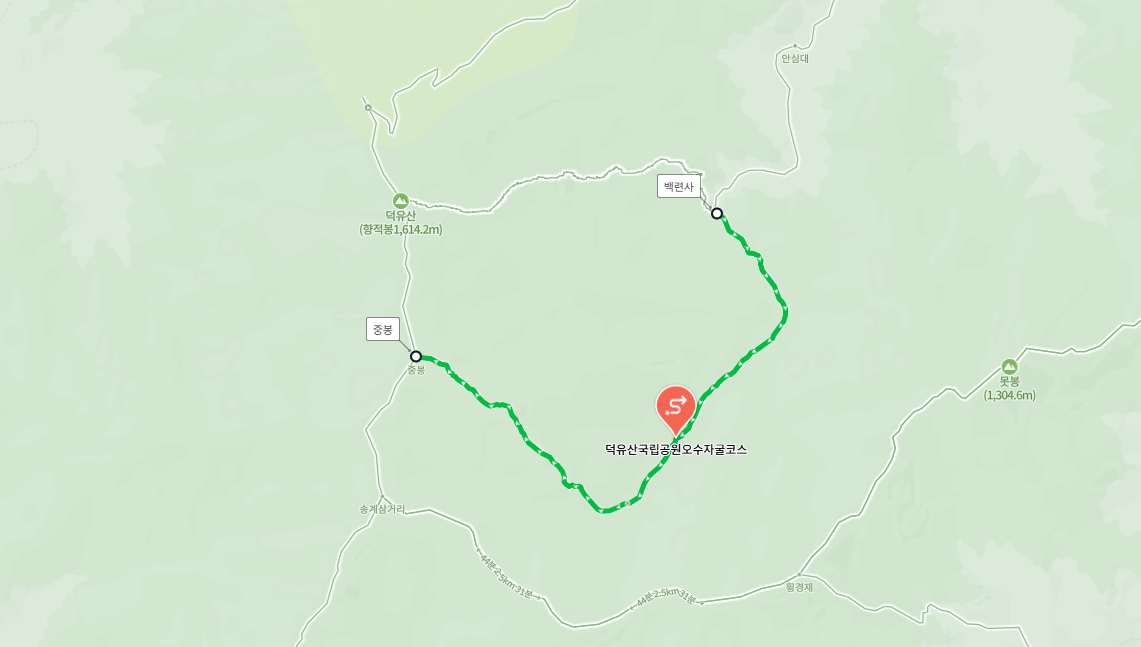 안심대
백련사
덕유산
(향적봉1,614.2m)
중봉
중봉
못봉
(1,304.6m)
덕유산국립공원오수자굴코스
송계삼거리
←44분 2.5km 31분→
←44분 2.5km 31분→
횡경재